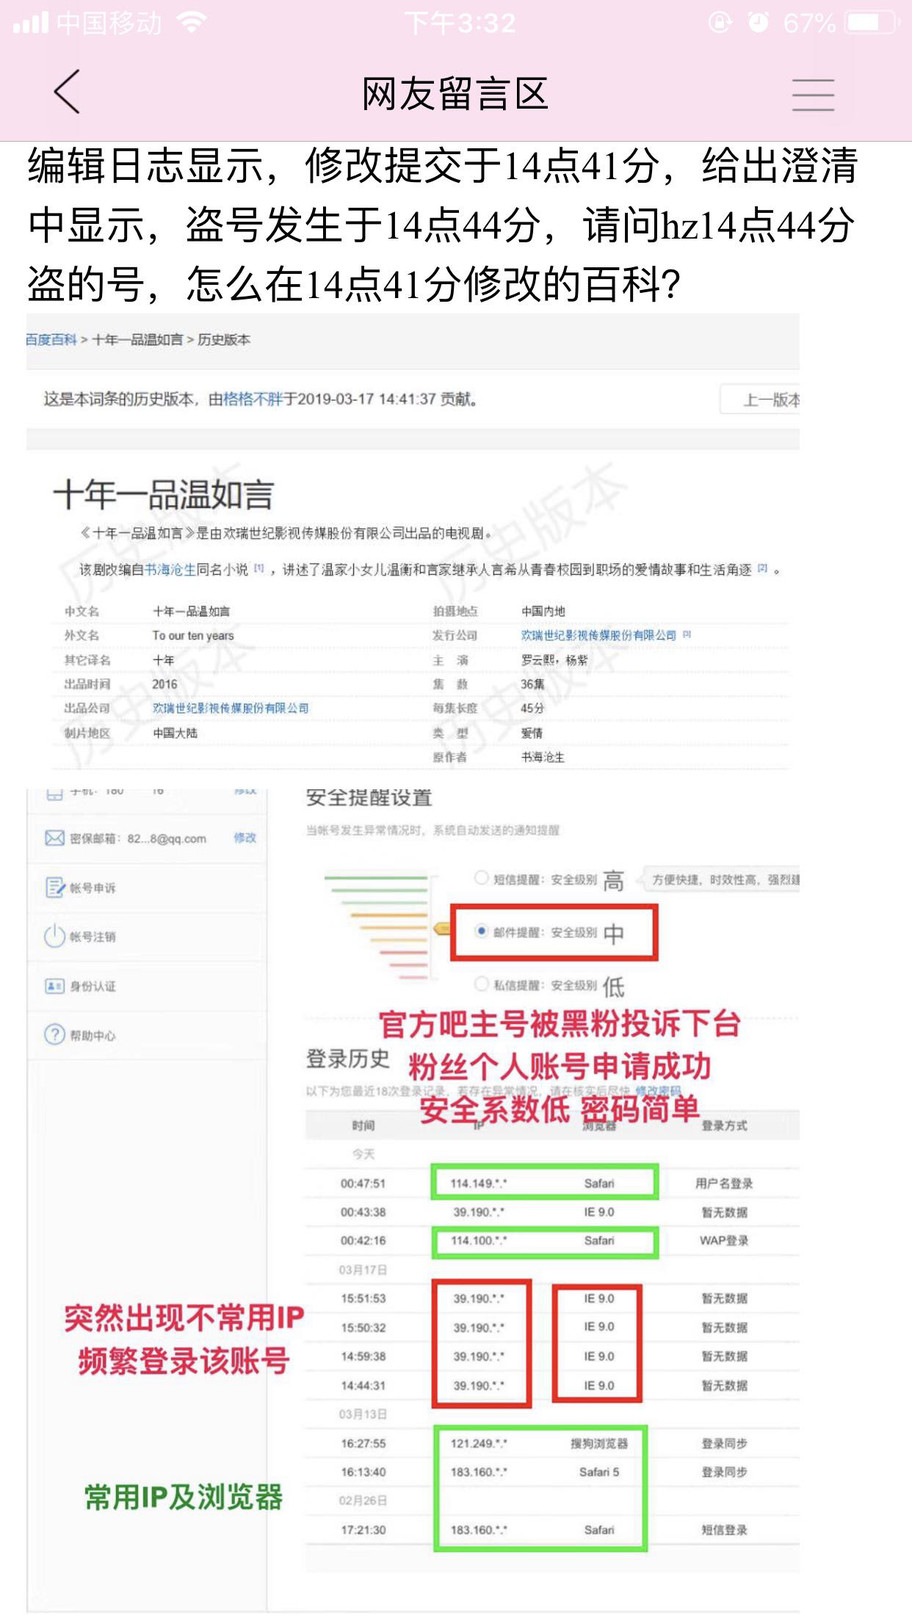 中国移动 下午3:32 67%
网友留言区
编辑日志显示，修改提交于14点41分，给出澄清
中显示，盗号发生于14点44分，请问hz14点44分
盗的号，怎么在14点41分修改的百科？
百度百科 > 十年一品温如言 > 历史版本
这是本词条的历史版本，由格格不胖于2019-03-17 14:41:37 贡献。 上一版本
十年一品温如言
《十年一品温如言》是由欢瑞世纪影视传媒股份有限公司出品的电视剧。
该剧改编自书海沧生同名小说 [1] ，讲述了温家小女儿温衡和言家继承人言希从青春校园到职场的爱情故事和生活角逐 [2] 。
中文名 十年一品温如言 拍摄地点 中国内地
外文名 To our ten years 发行公司 欢瑞世纪影视传媒股份有限公司 [3]
其它译名 十年 主 演 罗云熙，杨紫
出品时间 2016 集 数 36集
出品公司 欢瑞世纪影视传媒股份有限公司 每集长度 45分
制片地区 中国大陆 类 型 爱情
原作者 书海沧生
历史版本
历史版本
历史版本
历史版本
手机：180 16 修改
密保邮箱：82...8@qq.com 修改
帐号申诉
帐号注销
身份认证
帮助中心
安全提醒设置
当帐号发生异常情况时，系统自动发送的通知提醒
短信提醒：安全级别 高 方便快捷，时效性高，强烈建
邮件提醒：安全级别 中
私信提醒：安全级别 低
官方吧主号被黑粉投诉下台
登录历史
粉丝个人账号申请成功
以下为您最近18次登录记录，若存在异常情况，请在核实后尽快 修改密码
安全系数低 密码简单
时间 IP 浏览器 登录方式
今天
00:47:51 114.149.*.* Safari 用户名登录
00:43:38 39.190.*.* IE 9.0 暂无数据
00:42:16 114.100.*.* Safari WAP登录
03月17日
15:51:53 39.190.*.* IE 9.0 暂无数据
15:50:32 39.190.*.* IE 9.0 暂无数据
14:59:38 39.190.*.* IE 9.0 暂无数据
14:44:31 39.190.*.* IE 9.0 暂无数据
突然出现不常用IP
频繁登录该账号
03月13日
16:27:55 121.249.*.* 搜狗浏览器 登录同步
16:13:40 183.160.*.* Safari 5 登录同步
02月26日
17:21:30 183.160.*.* Safari 短信登录
常用IP及浏览器